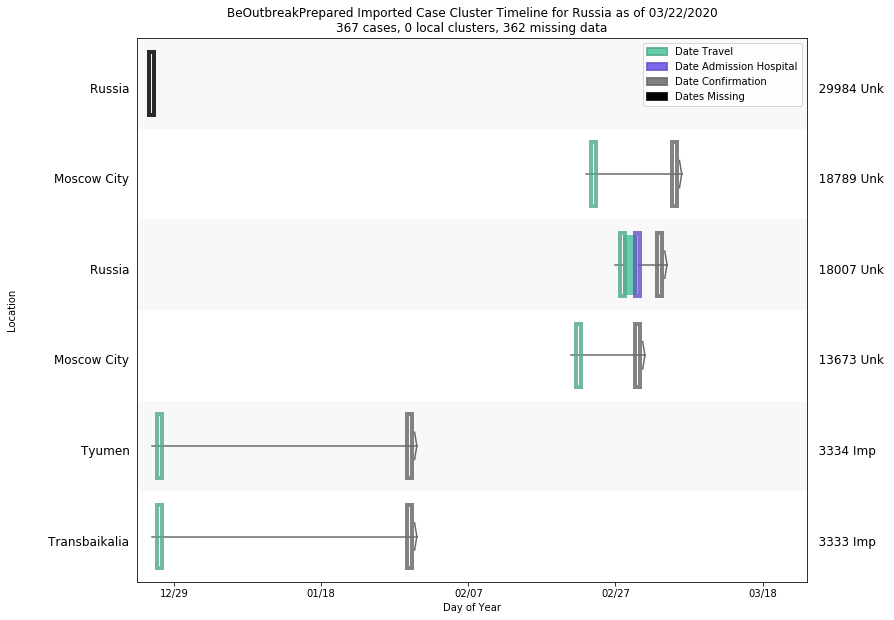 BeOutbreakPrepared Imported Case Cluster Timeline for Russia as of 03/22/2020
367 cases, 0 local clusters, 362 missing data
Date Travel
Date Admission Hospital
Date Confirmation
Dates Missing
Russia
29984 Unk
Moscow City
18789 Unk
Russia
18007 Unk
Location
Moscow City
13673 Unk
Tyumen
3334 Imp
Transbaikalia
3333 Imp
12/29
01/18
02/07
02/27
03/18
Day of Year